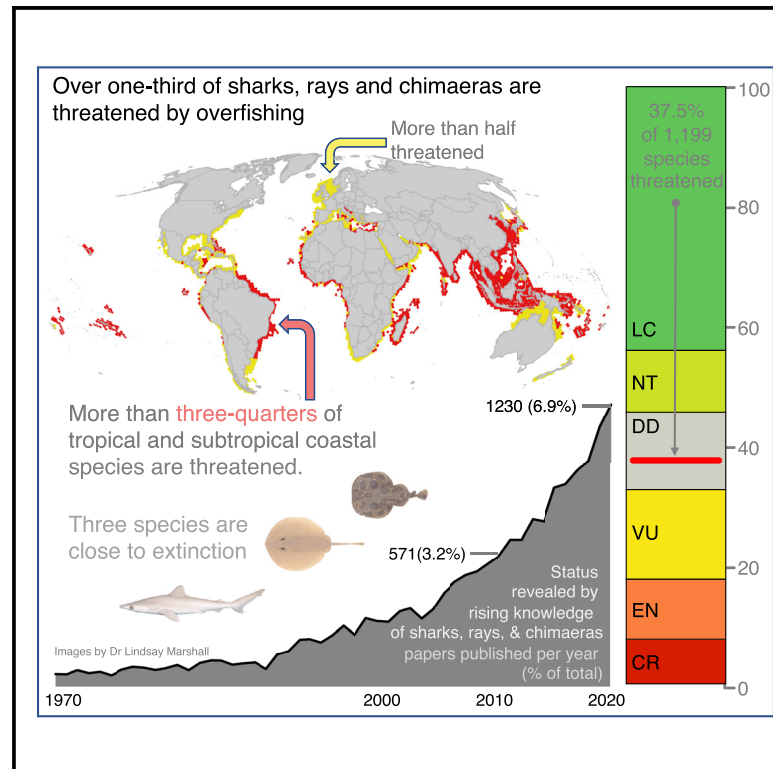 Over one-third of sharks, rays and chimaeras are
threatened by overfishing
More than half
threatened
More than three-quarters of
tropical and subtropical coastal
species are threatened.
Three species are
close to extinction
Images by Dr Lindsay Marshall
1230 (6.9%)
571(3.2%)
Status
revealed by
rising knowledge
of sharks, rays, & chimaeras
papers published per year
(% of total)
1970
2000
2010
2020
37.5%
of 1,199
species
threatened
LC
NT
DD
VU
EN
CR
100
80
60
40
20
0